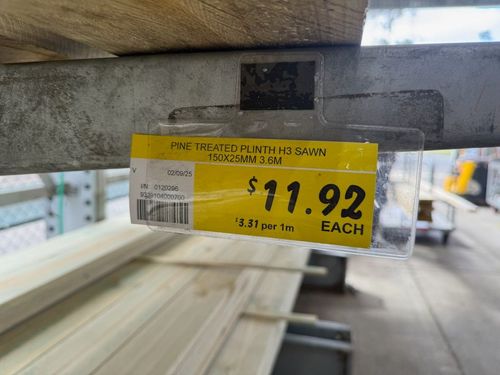 PINE TREATED PLINTH H3 SAWN
150X25MM 3.6M
V
02/09/25
I/N 0120296
9339104000700
$11.92
$3.31 per 1m
EACH